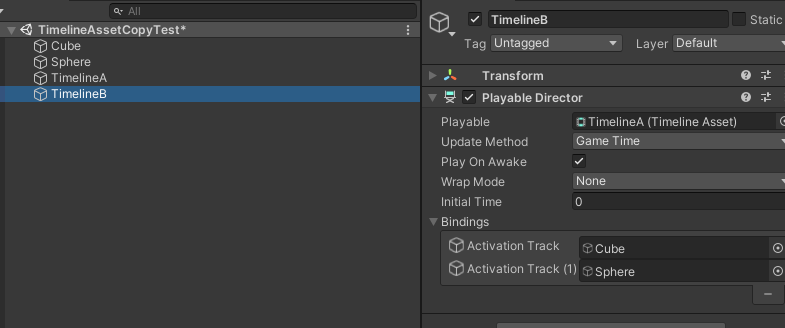 All
TimelineAssetCopyTest*
Cube
Sphere
TimelineA
TimelineB
TimelineB
Static
Tag Untagged Layer Default
Transform
Playable Director
Playable TimelineA (Timeline Asset)
Update Method Game Time
Play On Awake
Wrap Mode None
Initial Time 0
Bindings
Activation Track Cube
Activation Track (1) Sphere